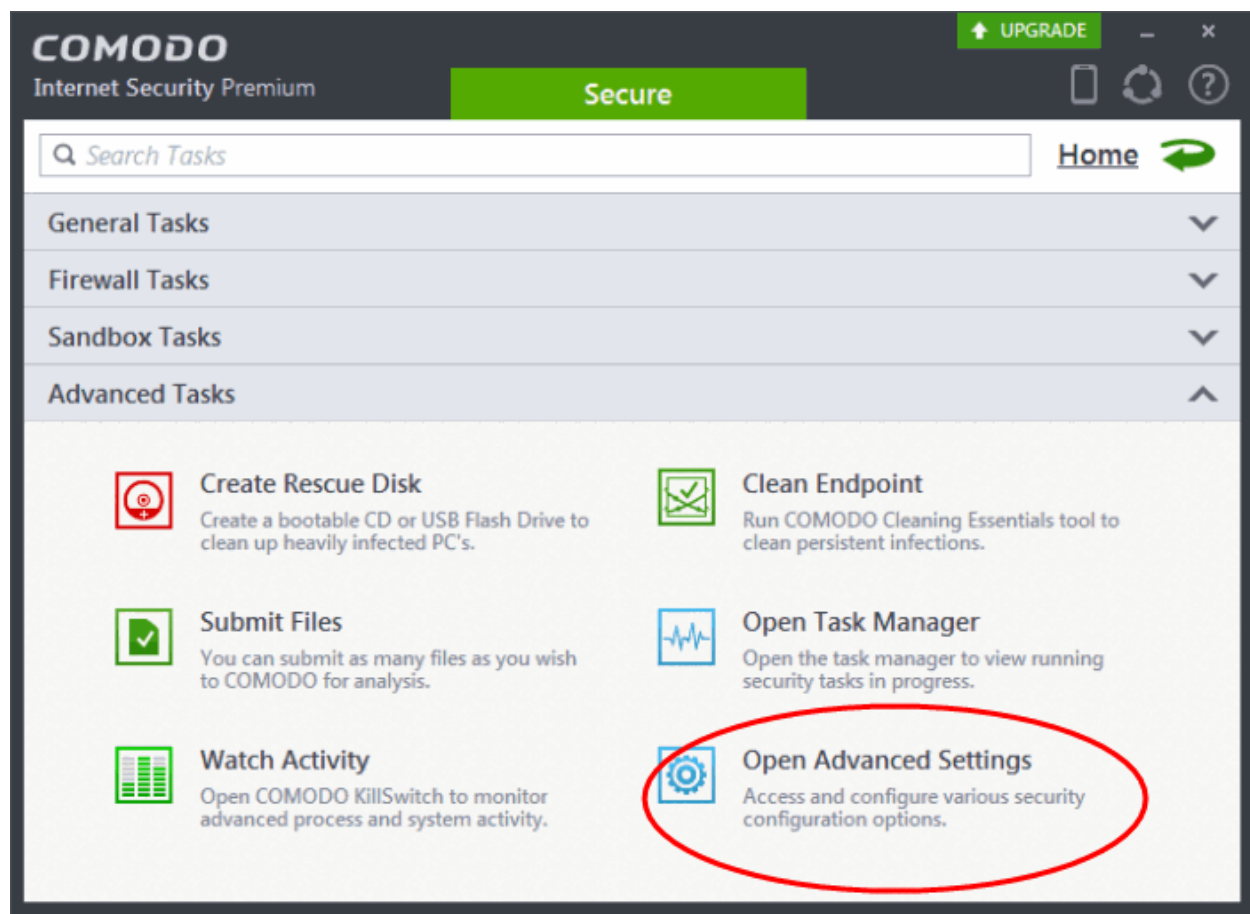 COMODO
UPGRADE
Internet Security Premium
Secure
Search Tasks
Home
General Tasks
Firewall Tasks
Sandbox Tasks
Advanced Tasks
Create Rescue Disk
Create a bootable CD or USB Flash Drive to
clean up heavily infected PC's.
Clean Endpoint
Run COMODO Cleaning Essentials tool to
clean persistent infections.
Submit Files
You can submit as many files as you wish
to COMODO for analysis.
Open Task Manager
Open the task manager to view running
security tasks in progress.
Watch Activity
Open COMODO KillSwitch to monitor
advanced process and system activity.
Open Advanced Settings
Access and configure various security
configuration options.